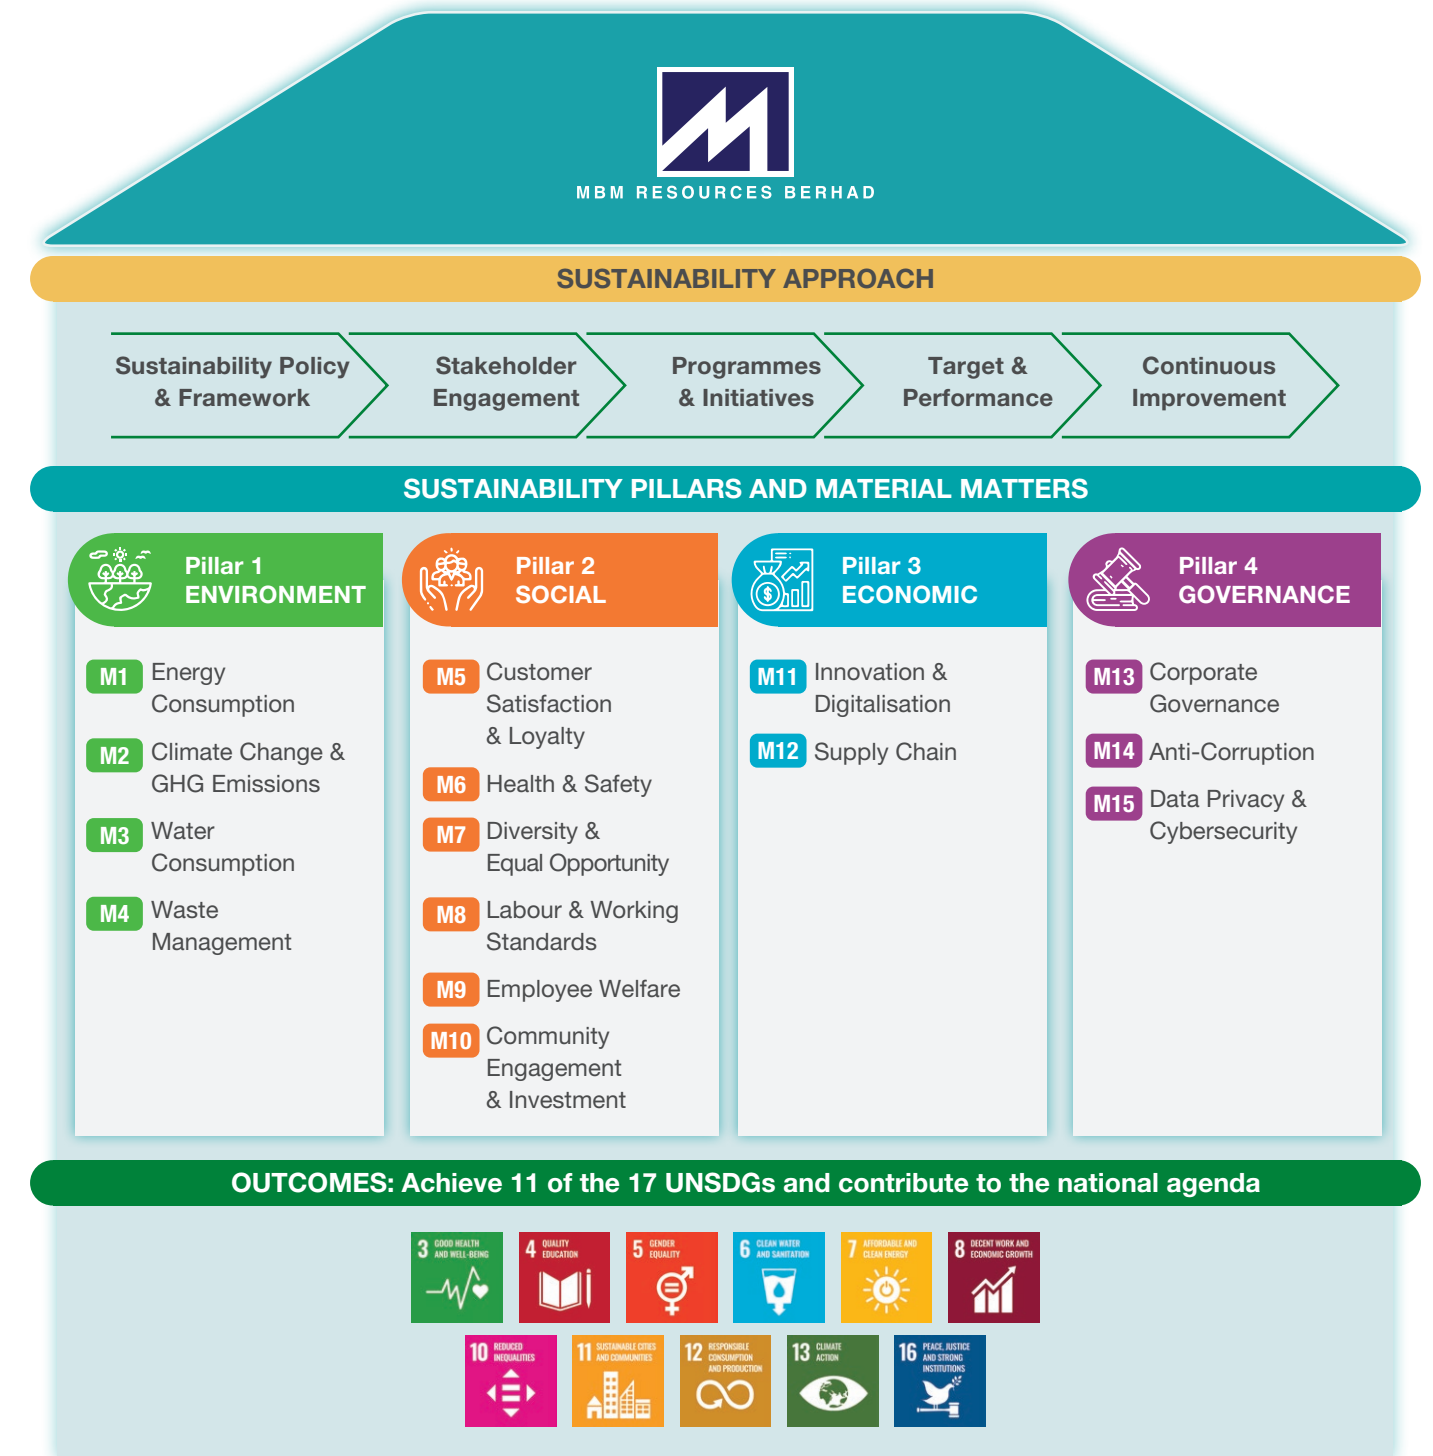 MBM RESOURCES BERHAD
SUSTAINABILITY APPROACH
Sustainability Policy
& Framework
Stakeholder
Engagement
Programmes
& Initiatives
Target &
Performance
Continuous
Improvement
SUSTAINABILITY PILLARS AND MATERIAL MATTERS
Pillar 1
ENVIRONMENT
M1 Energy
Consumption
M2 Climate Change &
GHG Emissions
M3 Water
Consumption
M4 Waste
Management
Pillar 2
SOCIAL
M5 Customer
Satisfaction
& Loyalty
M6 Health & Safety
M7 Diversity &
Equal Opportunity
M8 Labour & Working
Standards
M9 Employee Welfare
M10 Community
Engagement
& Investment
Pillar 3
ECONOMIC
$
M11 Innovation &
Digitalisation
M12 Supply Chain
Pillar 4
GOVERNANCE
M13 Corporate
Governance
M14 Anti-Corruption
M15 Data Privacy &
Cybersecurity
OUTCOMES: Achieve 11 of the 17 UNSDGs and contribute to the national agenda
3 GOOD HEALTH
AND WELL-BEING
4 QUALITY
EDUCATION
5 GENDER
EQUALITY
6 CLEAN WATER
AND SANITATION
7 AFFORDABLE AND
CLEAN ENERGY
8 DECENT WORK AND
ECONOMIC GROWTH
10 REDUCED
INEQUALITIES
11 SUSTAINABLE CITIES
AND COMMUNITIES
12 RESPONSIBLE
CONSUMPTION
AND PRODUCTION
13 CLIMATE
ACTION
16 PEACE, JUSTICE
AND STRONG
INSTITUTIONS